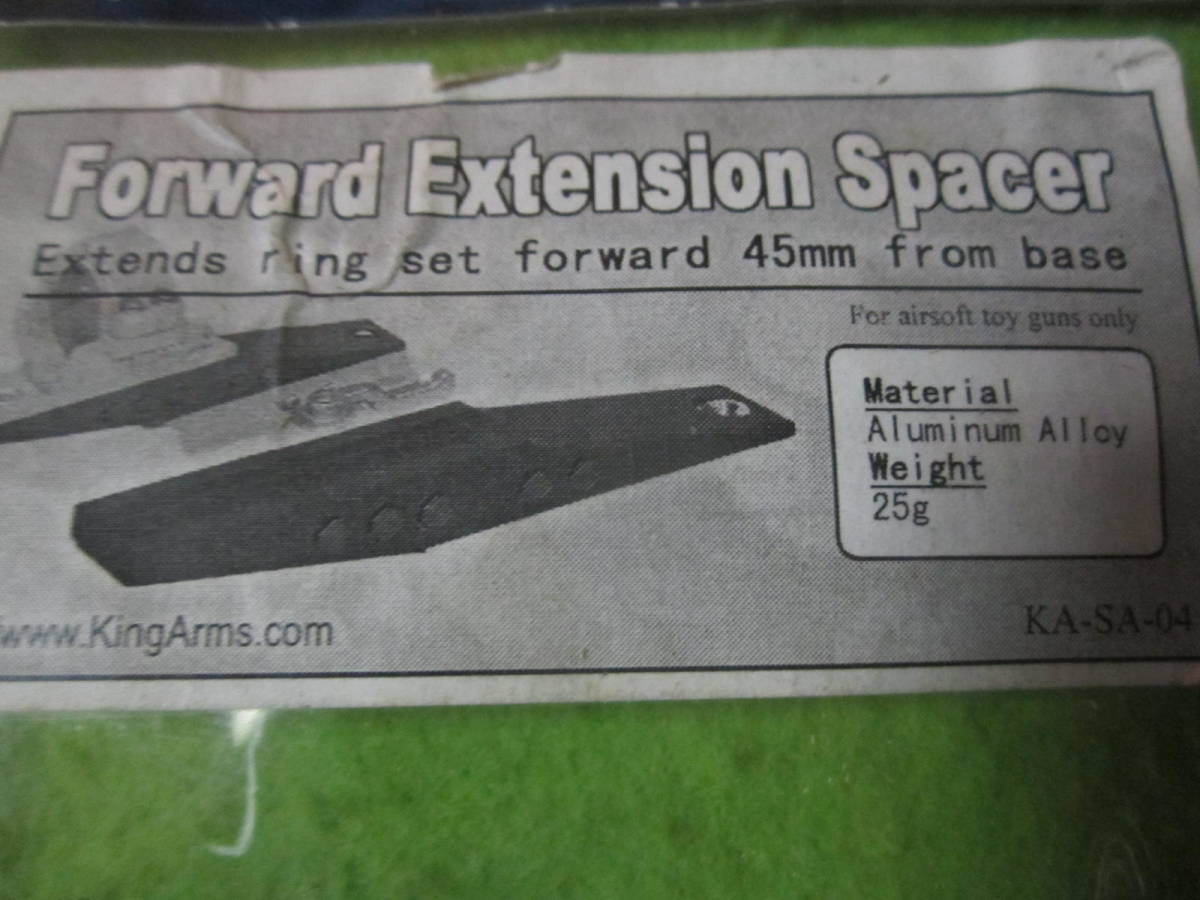 Forward Extension Spacer
Extends ring set forward 45mm from base
For airsoft toy guns only
Material
Aluminum Alloy
Weight
25g
www.KingArms.com
KA-SA-04